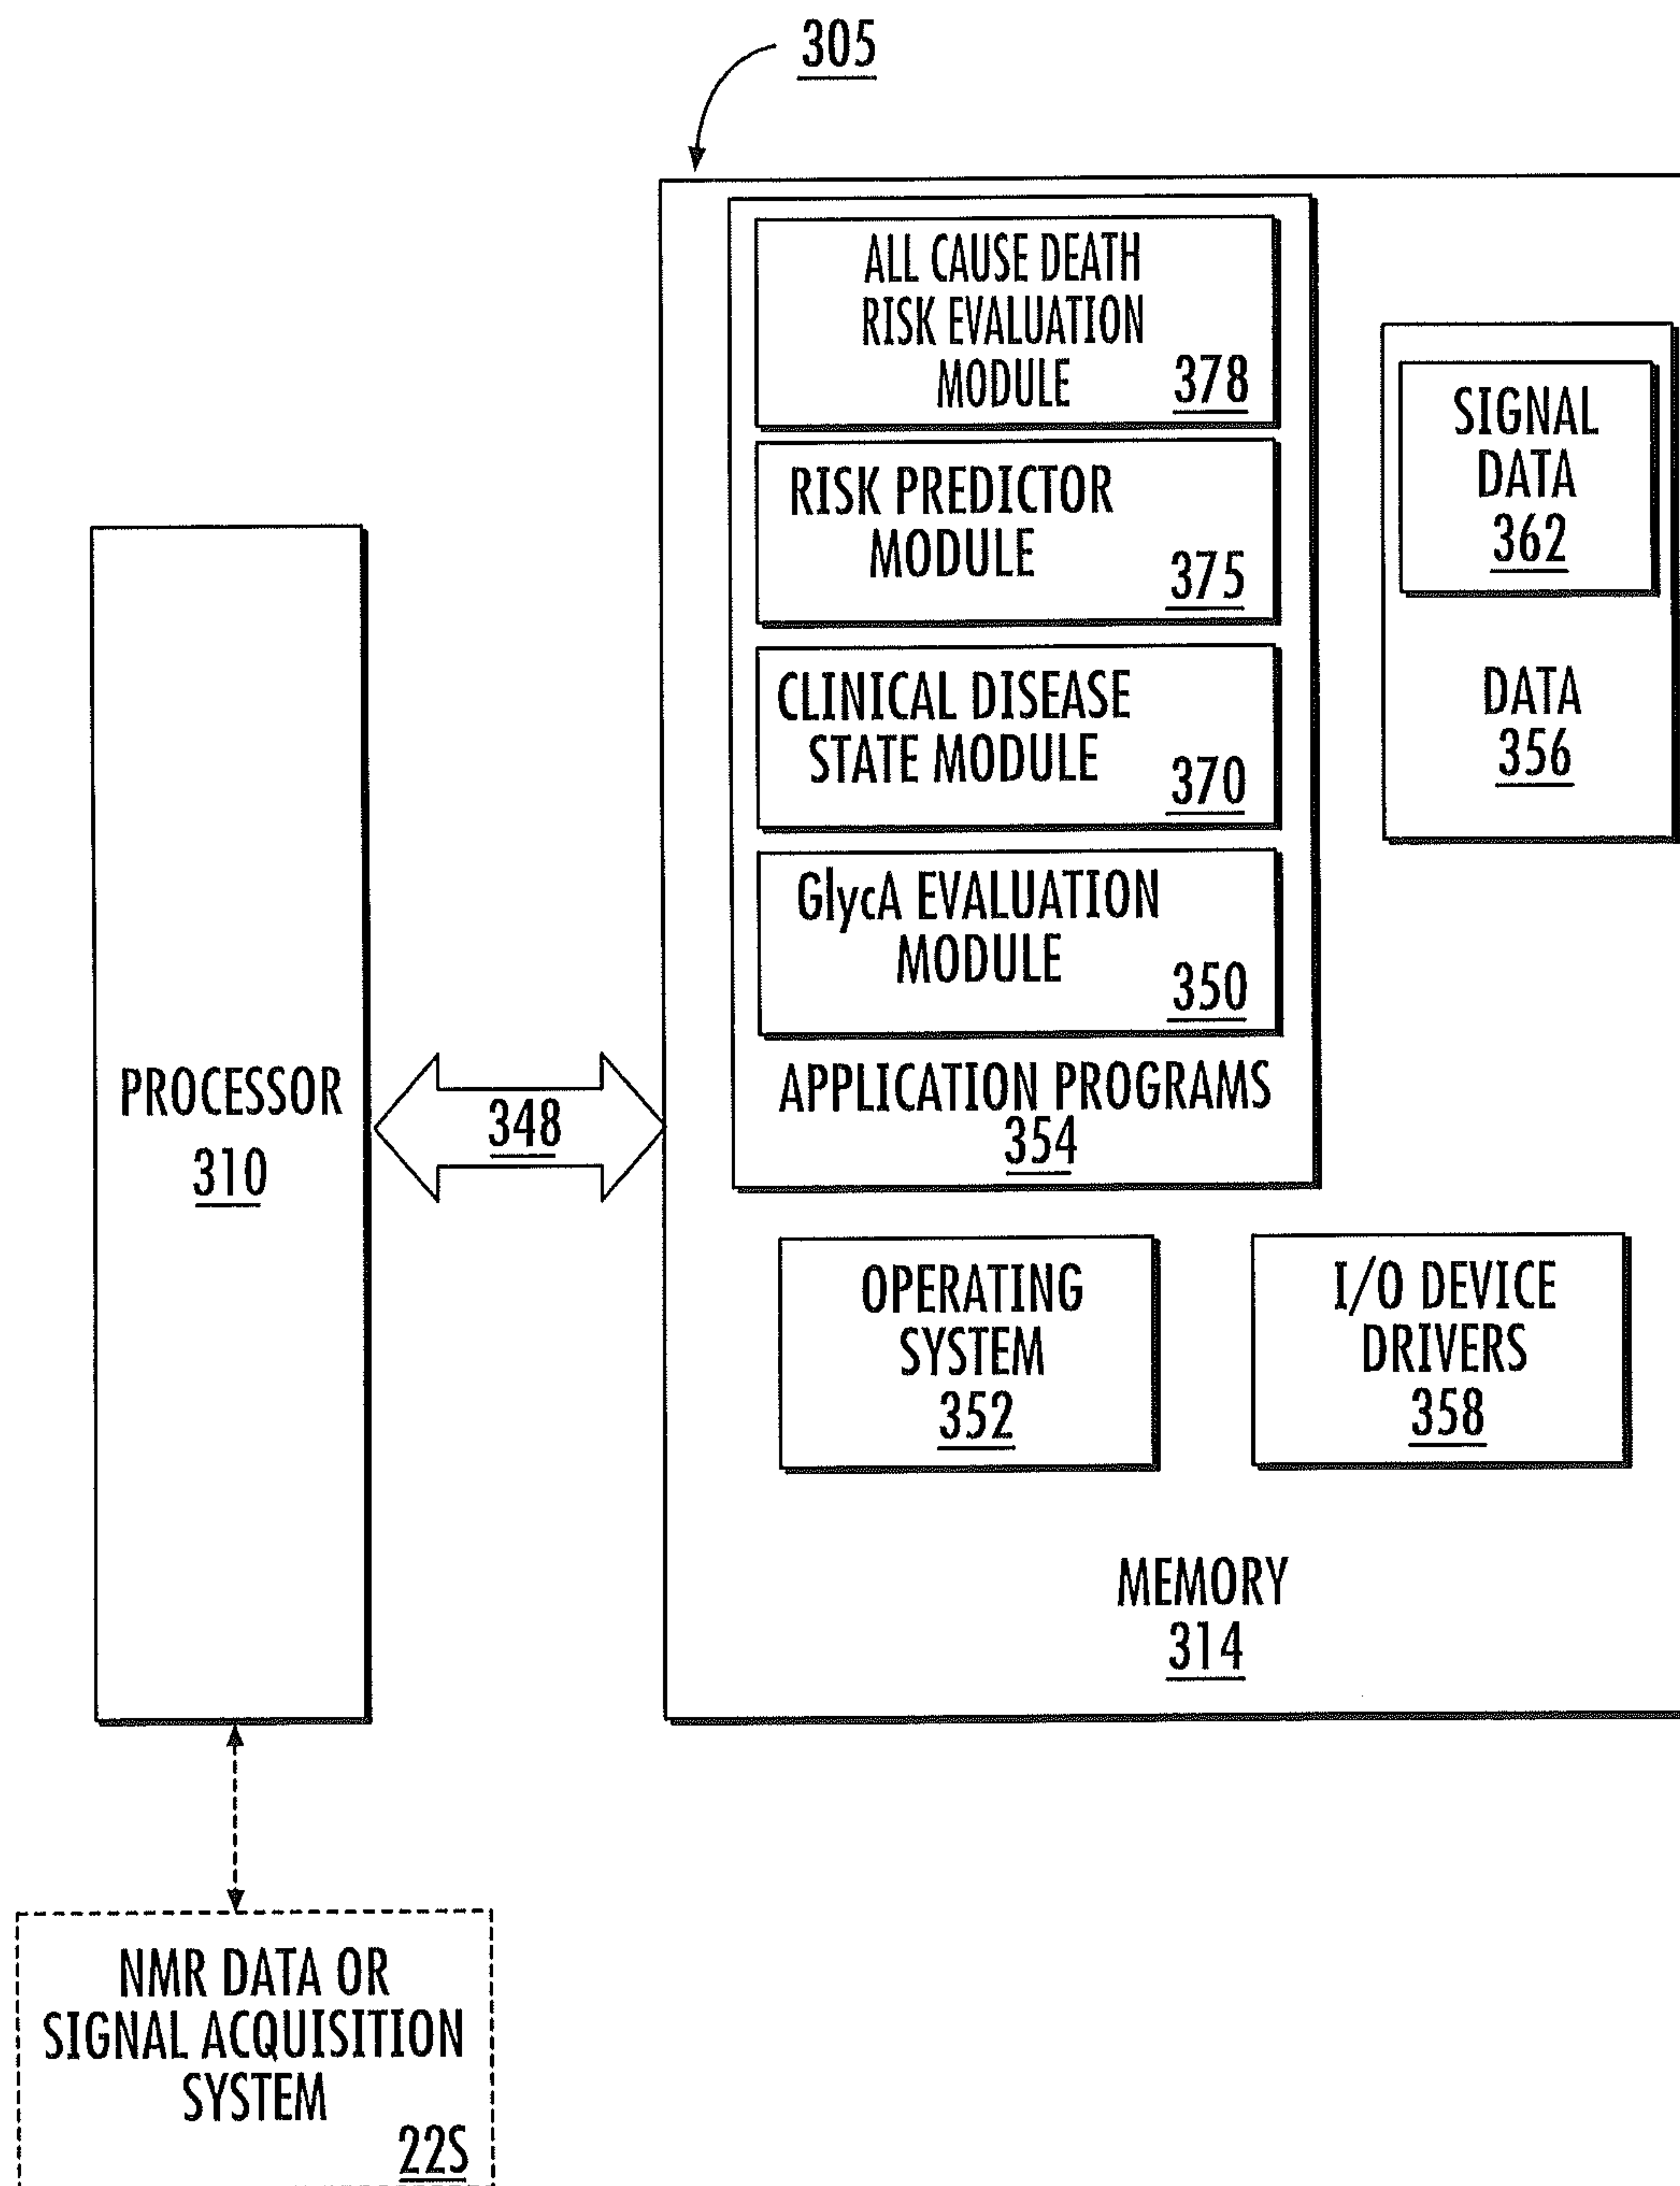 305
ALL CAUSE DEATH
RISK EVALUATION
MODULE
378
RISK PREDICTOR
MODULE
375
CLINICAL DISEASE
STATE MODULE
370
GlycA EVALUATION
MODULE
350
APPLICATION PROGRAMS
354
SIGNAL
DATA
362
DATA
356
PROCESSOR
310
348
OPERATING
SYSTEM
352
I/O DEVICE
DRIVERS
358
MEMORY
314
NMR DATA OR
SIGNAL ACQUISITION
SYSTEM
22S